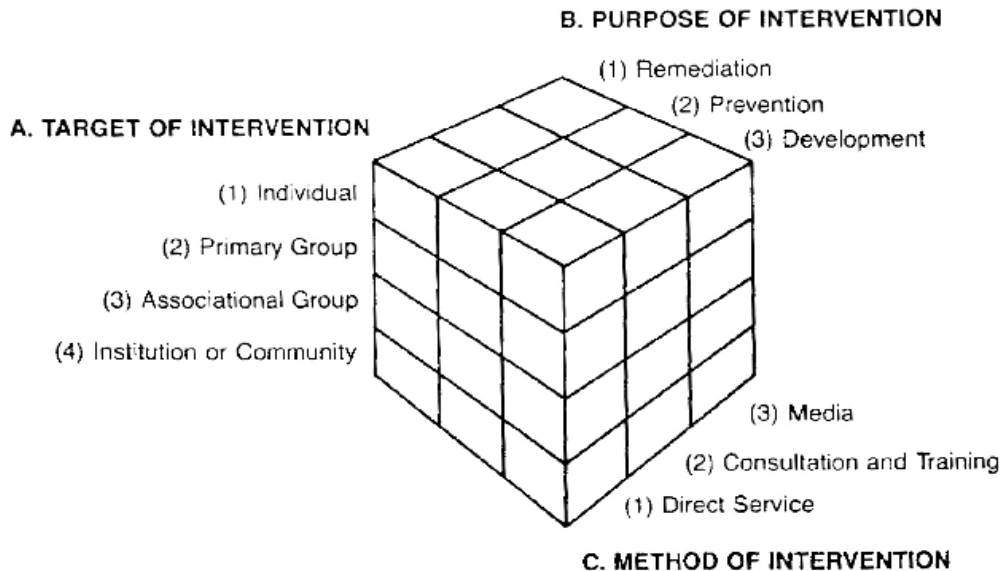 B. PURPOSE OF INTERVENTION
(1) Remediation
(2) Prevention
(3) Development
A. TARGET OF INTERVENTION
(1) Individual
(2) Primary Group
(3) Associational Group
(4) Institution or Community
(3) Media
(2) Consultation and Training
(1) Direct Service
C. METHOD OF INTERVENTION